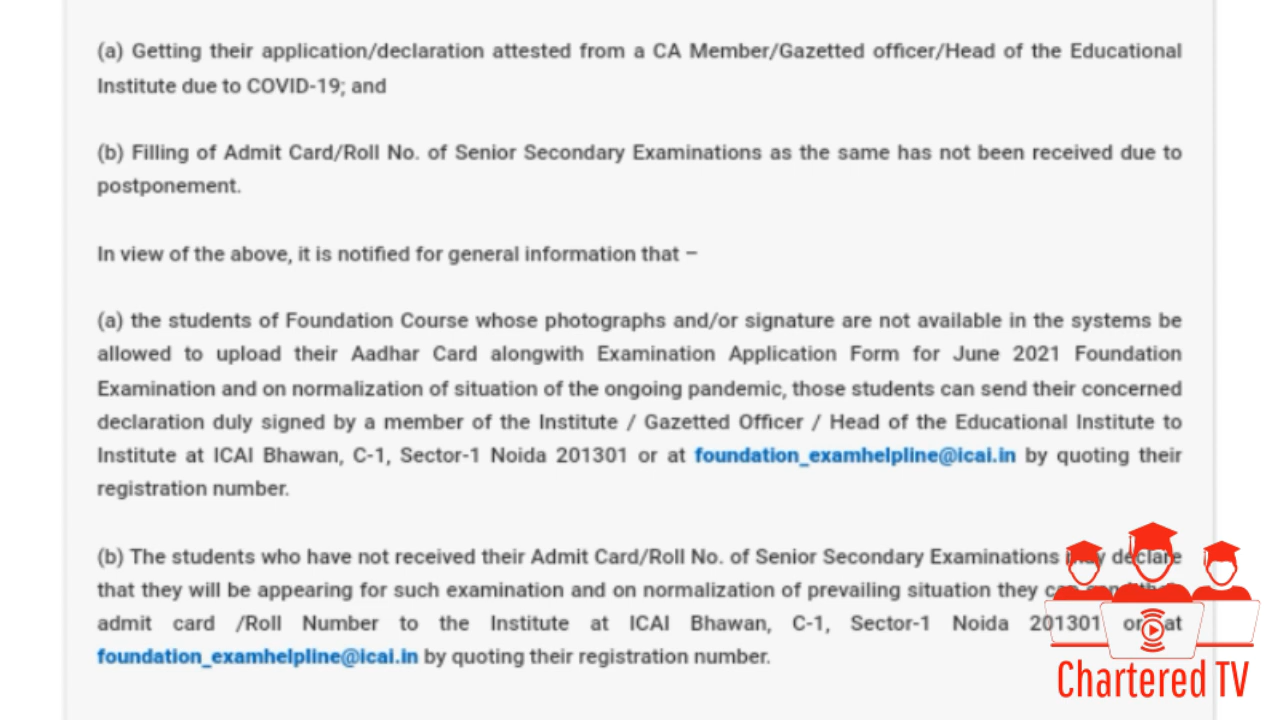 (a) Getting their application/declaration attested from a CA Member/Gazetted officer/Head of the Educational
Institute due to COVID-19; and
(b) Filling of Admit Card/Roll No. of Senior Secondary Examinations as the same has not been received due to
postponement.
In view of the above, it is notified for general information that –
(a) the students of Foundation Course whose photographs and/or signature are not available in the systems be
allowed to upload their Aadhar Card alongwith Examination Application Form for June 2021 Foundation
Examination and on normalization of situation of the ongoing pandemic, those students can send their concerned
declaration duly signed by a member of the Institute / Gazetted Officer / Head of the Educational Institute to
Institute at ICAI Bhawan, C-1, Sector-1 Noida 201301 or at foundation_examhelpline@icai.in by quoting their
registration number.
(b) The students who have not received their Admit Card/Roll No. of Senior Secondary Examinations may declare
that they will be appearing for such examination and on normalization of prevailing situation they
admit card /Roll Number to the Institute at ICAI Bhawan, C-1, Sector-1 Noida 201301 or at
foundation_examhelpline@icai.in by quoting their registration number.
Chartered TV